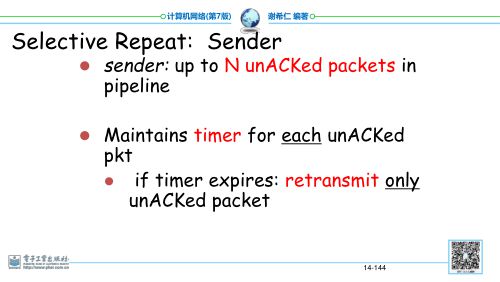 计算机网络(第7版)
谢希仁 编著
Selective Repeat: Sender
sender: up to N unACKed packets in
pipeline
Maintains timer for each unACKed
pkt
if timer expires: retransmit only
unACKed packet
电子工业出版社
http://www.phei.com.cn
14-144